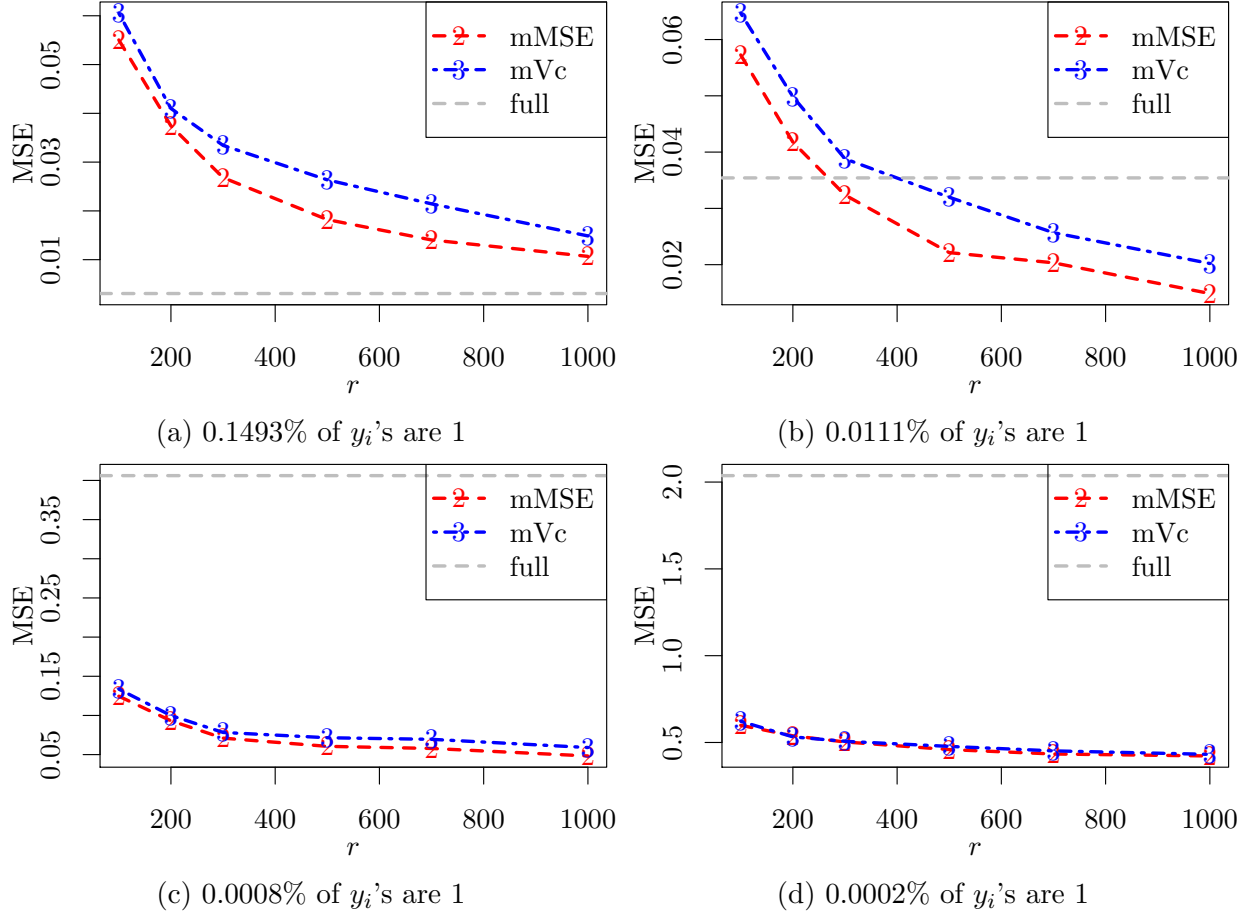 mMSE
mVc
full
MSE
0.01 0.03 0.05
200 400 600 800 1000
r
(a) 0.1493% of y_i's are 1
mMSE
mVc
full
MSE
0.02 0.04 0.06
200 400 600 800 1000
r
(b) 0.0111% of y_i's are 1
mMSE
mVc
full
MSE
0.05 0.15 0.25 0.35
200 400 600 800 1000
r
(c) 0.0008% of y_i's are 1
mMSE
mVc
full
MSE
0.5 1.0 1.5 2.0
200 400 600 800 1000
r
(d) 0.0002% of y_i's are 1